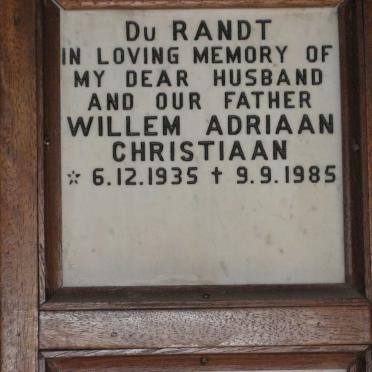 Du RANDT
IN LOVING MEMORY OF
MY DEAR HUSBAND
AND OUR FATHER
WILLEM ADRIAAN
CHRISTIAAN
* 6.12.1935 † 9.9.1985